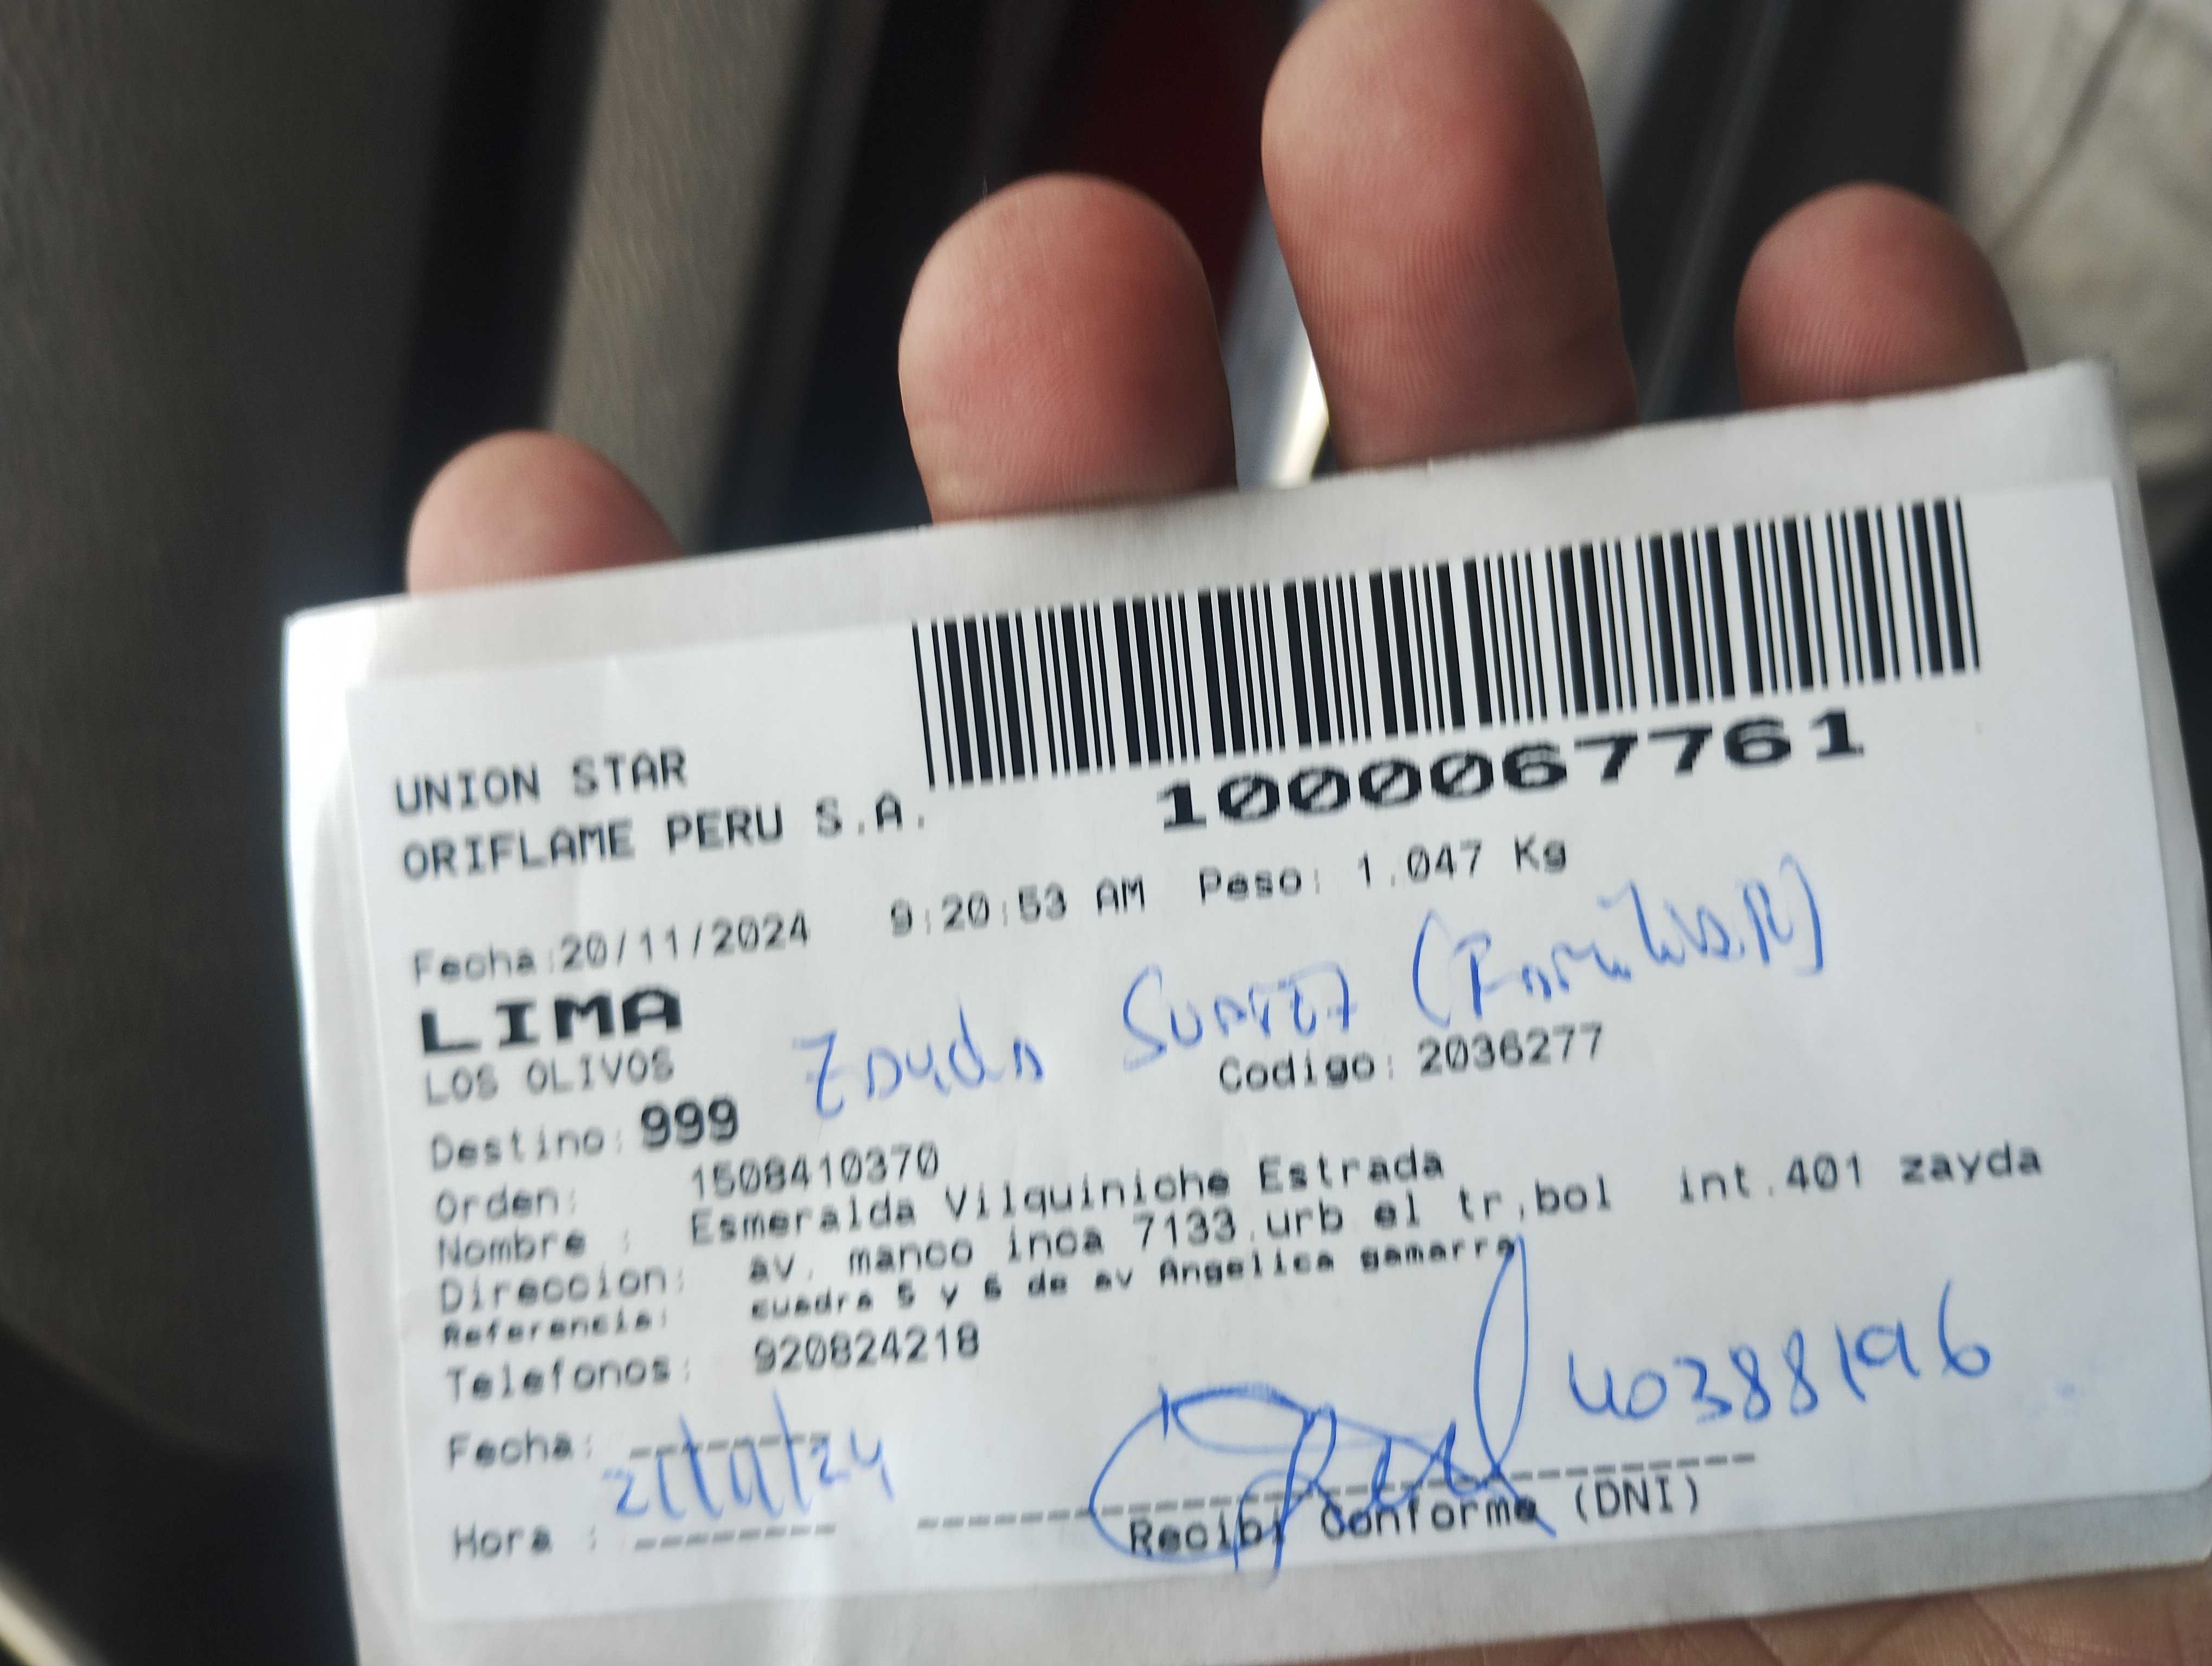 UNION STAR
ORIFLAME PERU S.A.
1000067761
Fecha:20/11/2024 9:20:53 AM Peso: 1.047 Kg
LIMA
LOS OLIVOS
Zayda Suarez (Familiar)
Destino: 999 Codigo: 2036277
Orden: 1508410370
Nombre : Esmeralda Vilquiniche Estrada
Direccion: av. manco inca 7133.urb el tr,bol int.401 zayda
Referencia: cuadra 5 y 6 de av Angelica gamarra
Telefonos: 920824218
Fecha: 21/11/24
40388196
Hora :
Recibi Conforme (DNI)